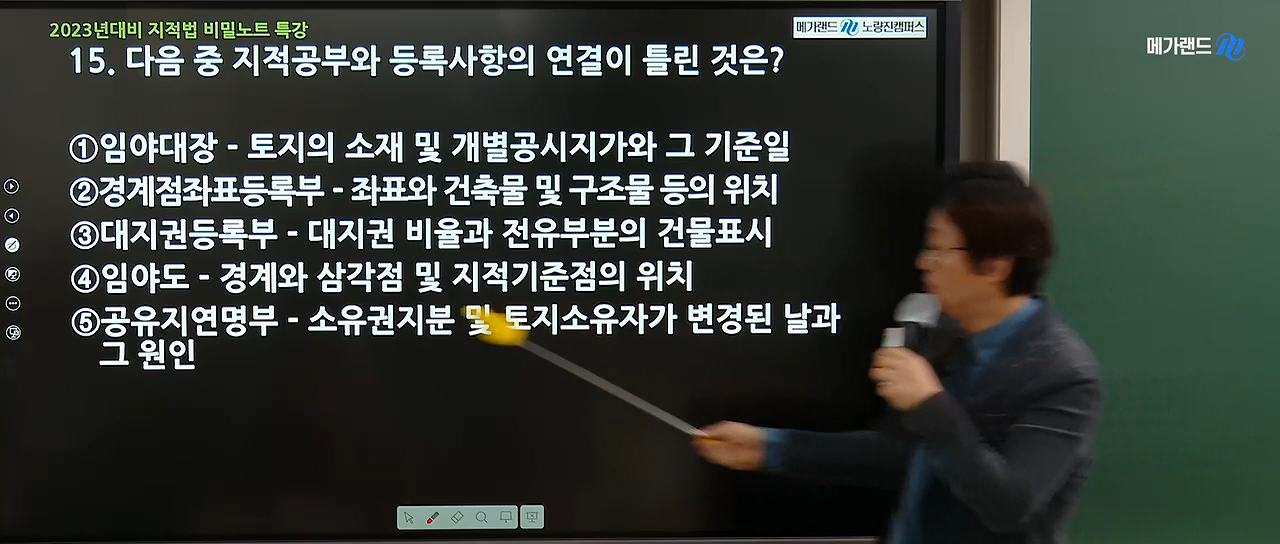 2023년대비 지적법 비밀노트 특강
메가랜드 노량진캠퍼스
메가랜드
15. 다음 중 지적공부와 등록사항의 연결이 틀린 것은?
①임야대장 - 토지의 소재 및 개별공시지가와 그 기준일
②경계점좌표등록부 - 좌표와 건축물 및 구조물 등의 위치
③대지권등록부 - 대지권 비율과 전유부분의 건물표시
④임야도 - 경계와 삼각점 및 지적기준점의 위치
⑤공유지연명부 - 소유권지분 및 토지소유자가 변경된 날과
그 원인